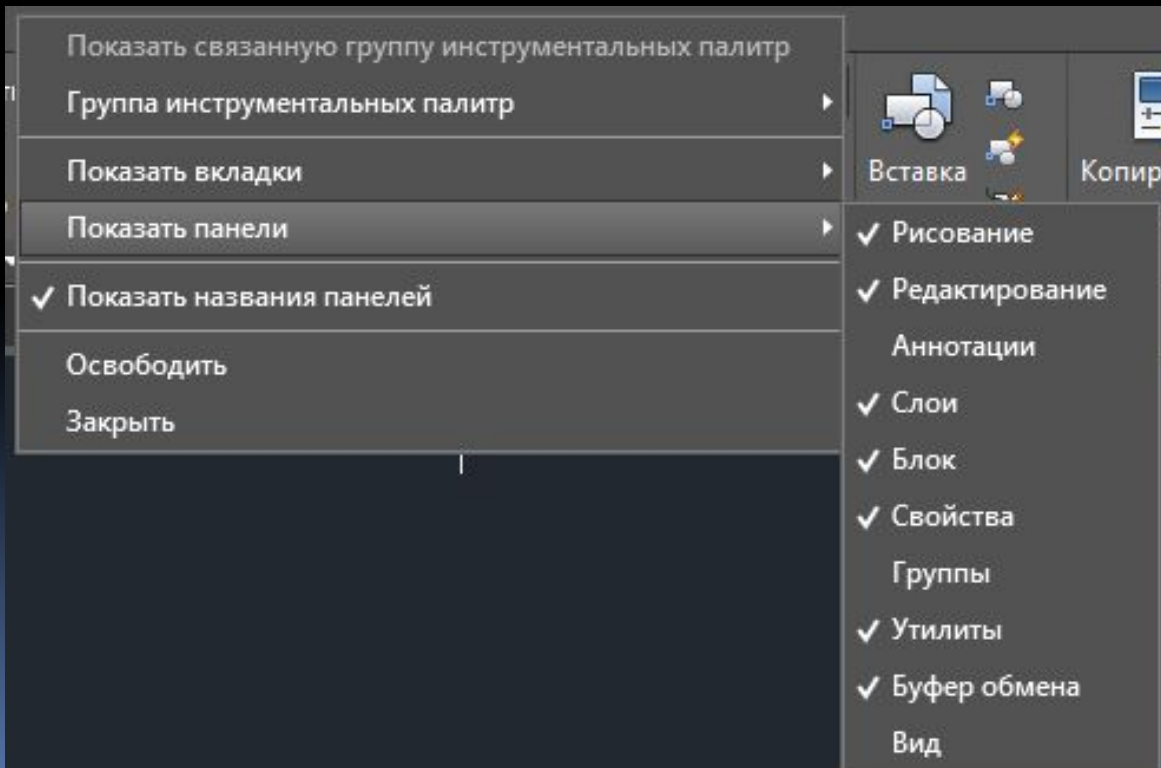 Показать связанную группу инструментальных палитр
Группа инструментальных палитр
Показать вкладки
Показать панели
Показать названия панелей
Освободить
Закрыть
Вставка
Рисование
Редактирование
Аннотации
Слои
Блок
Свойства
Группы
Утилиты
Буфер обмена
Вид